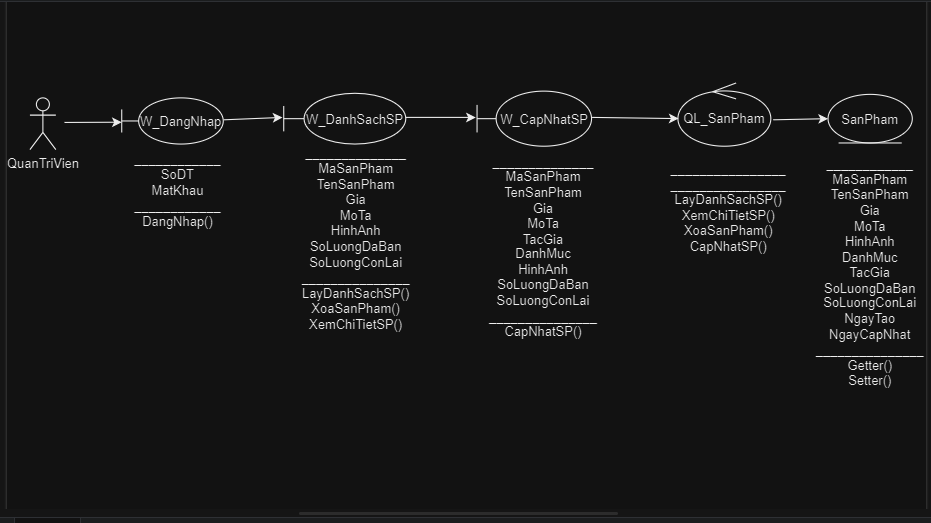 QuanTriVien
W_DangNhap
SoDT
MatKhau
DangNhap()
W_DanhSachSP
MaSanPham
TenSanPham
Gia
MoTa
HinhAnh
SoLuongDaBan
SoLuongConLai
LayDanhSachSP()
XoaSanPham()
XemChiTietSP()
W_CapNhatSP
MaSanPham
TenSanPham
Gia
MoTa
TacGia
DanhMuc
HinhAnh
SoLuongDaBan
SoLuongConLai
CapNhatSP()
QL_SanPham
LayDanhSachSP()
XemChiTietSP()
XoaSanPham()
CapNhatSP()
SanPham
MaSanPham
TenSanPham
Gia
MoTa
HinhAnh
DanhMuc
TacGia
SoLuongDaBan
SoLuongConLai
NgayTao
NgayCapNhat
Getter()
Setter()